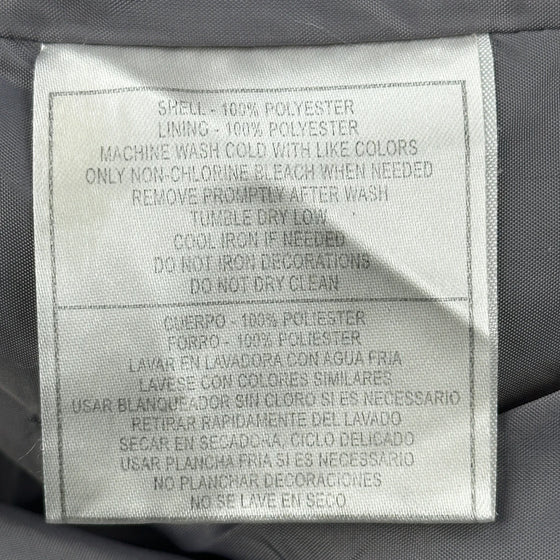 SHELL - 100% POLYESTER
LINING - 100% POLYESTER
MACHINE WASH COLD WITH LIKE COLORS
ONLY NON-CHLORINE BLEACH WHEN NEEDED
REMOVE PROMPTLY AFTER WASH
TUMBLE DRY LOW
COOL IRON IF NEEDED
DO NOT IRON DECORATIONS
DO NOT DRY CLEAN
CUERPO - 100% POLIESTER
FORRO - 100% POLIESTER
LAVAR EN LAVADORA CON AGUA FRIA
LAVESE CON COLORES SIMILARES
USAR BLANQUEADOR SIN CLORO SI ES NECESSARIO
RETIRAR RAPIDAMENTE DEL LAVADO
SECAR EN SECADORA, CICLO DELICADO
USAR PLANCHA FRIA SI ES NECESSARIO
NO PLANCHAR DECORACIONES
NO SE LAVE EN SECO